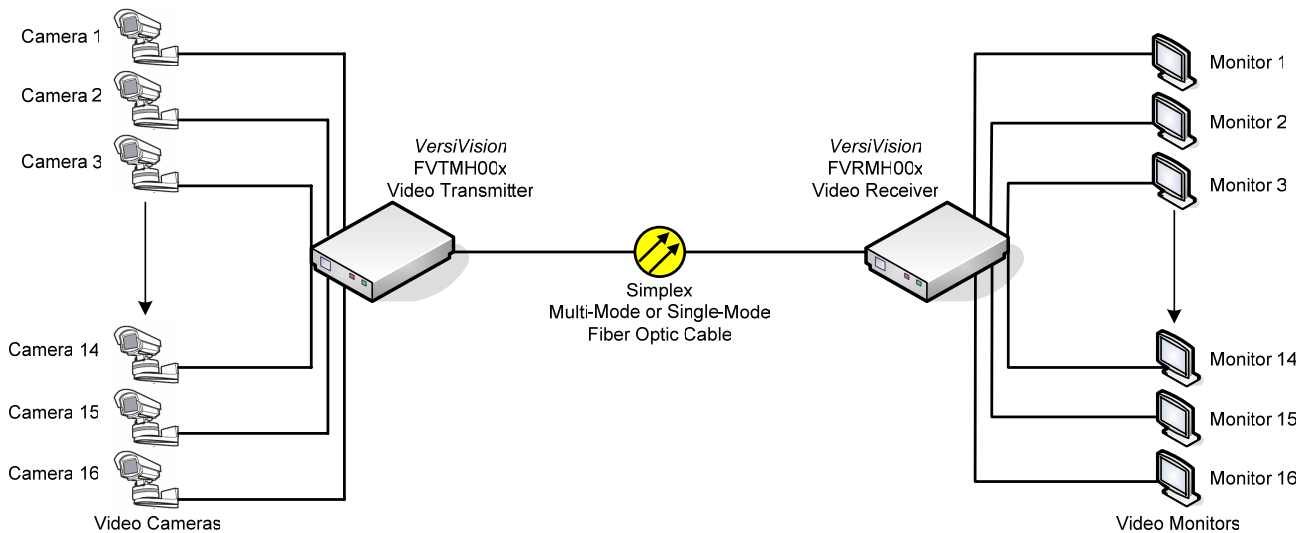 Camera 1
Camera 2
Camera 3
Camera 14
Camera 15
Camera 16
Video Cameras
VersiVision
FVTMH00x
Video Transmitter
Simplex
Multi-Mode or Single-Mode
Fiber Optic Cable
VersiVision
FVRMH00x
Video Receiver
Monitor 1
Monitor 2
Monitor 3
Monitor 14
Monitor 15
Monitor 16
Video Monitors